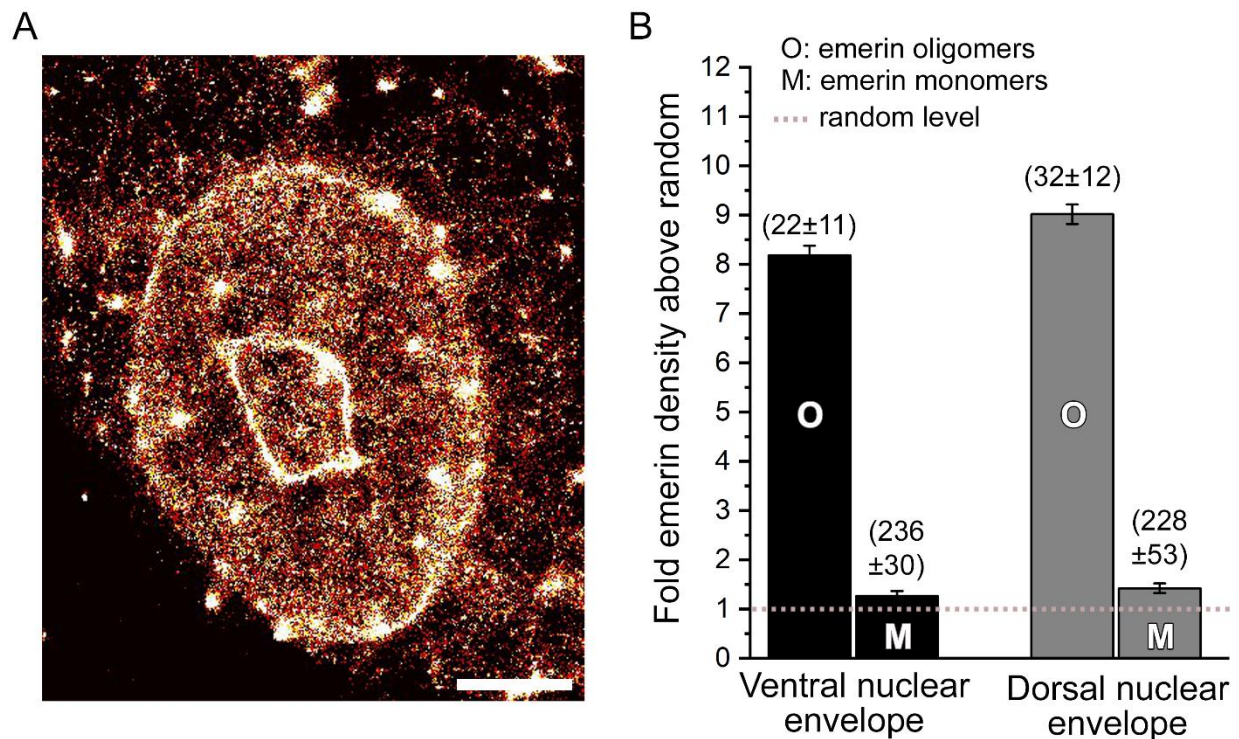 A
B
O: emerin oligomers
M: emerin monomers
random level
Fold emerin density above random
12
11
10
9
8
7
6
5
4
3
2
1
0
(22±11)
O
(236
±30)
M
(32±12)
O
(228
±53)
M
Ventral nuclear
envelope
Dorsal nuclear
envelope